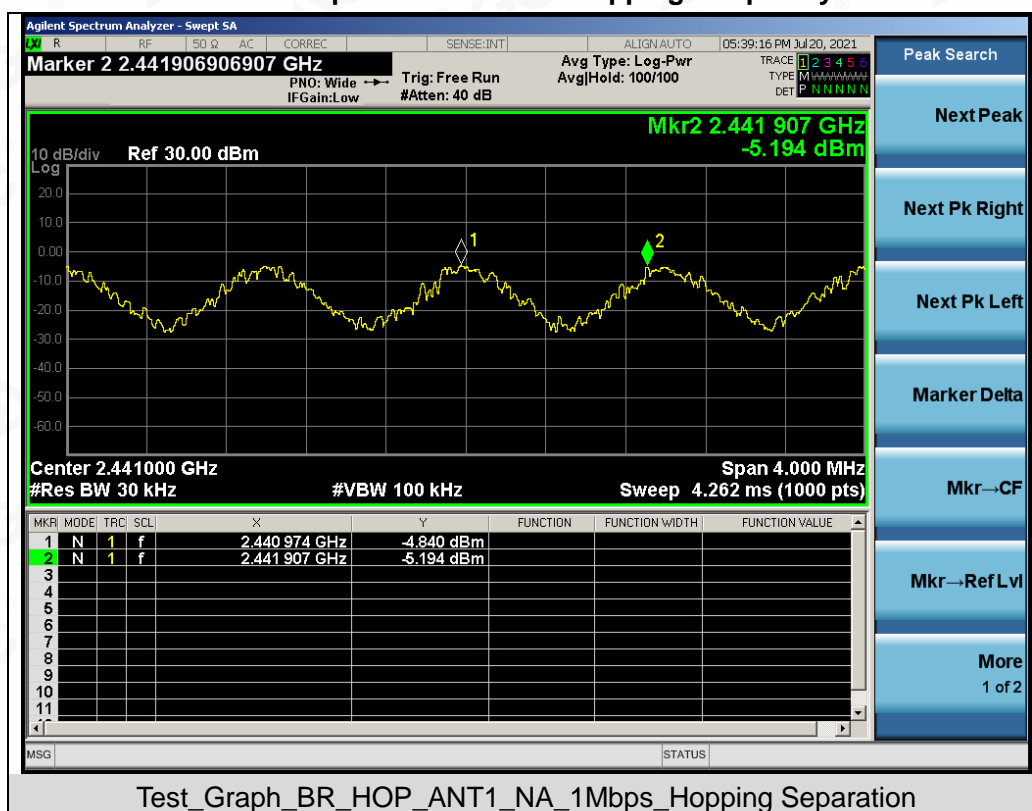 Agilent Spectrum Analyzer - Swept SA
LXI R RF 50 Ω AC CORREC SENSE:INT ALIGN AUTO 05:39:16 PM Jul 20, 2021
Marker 2 2.441906906907 GHz
PNO: Wide
IFGain:Low
Trig: Free Run
#Atten: 40 dB
Avg Type: Log-Pwr
Avg|Hold: 100/100
TRACE 1 2 3 4 5 6
TYPE M
DET P N N N N N
Peak Search
Next Peak
Next Pk Right
Next Pk Left
Marker Delta
Mkr→CF
Mkr→Ref Lvl
More
1 of 2
Mkr2 2.441 907 GHz
-5.194 dBm
10 dB/div Ref 30.00 dBm
Log
20.0
10.0
0.00
-10.0
-20.0
-30.0
-40.0
-50.0
-60.0
1
2
Center 2.441000 GHz Span 4.000 MHz
#Res BW 30 kHz #VBW 100 kHz Sweep 4.262 ms (1000 pts)
MKR MODE TRC SCL X Y FUNCTION FUNCTION WIDTH FUNCTION VALUE
1 N 1 f 2.440 974 GHz -4.840 dBm
2 N 1 f 2.441 907 GHz -5.194 dBm
3
4
5
6
7
8
9
10
11
MSG STATUS
Test_Graph_BR_HOP_ANT1_NA_1Mbps_Hopping Separation